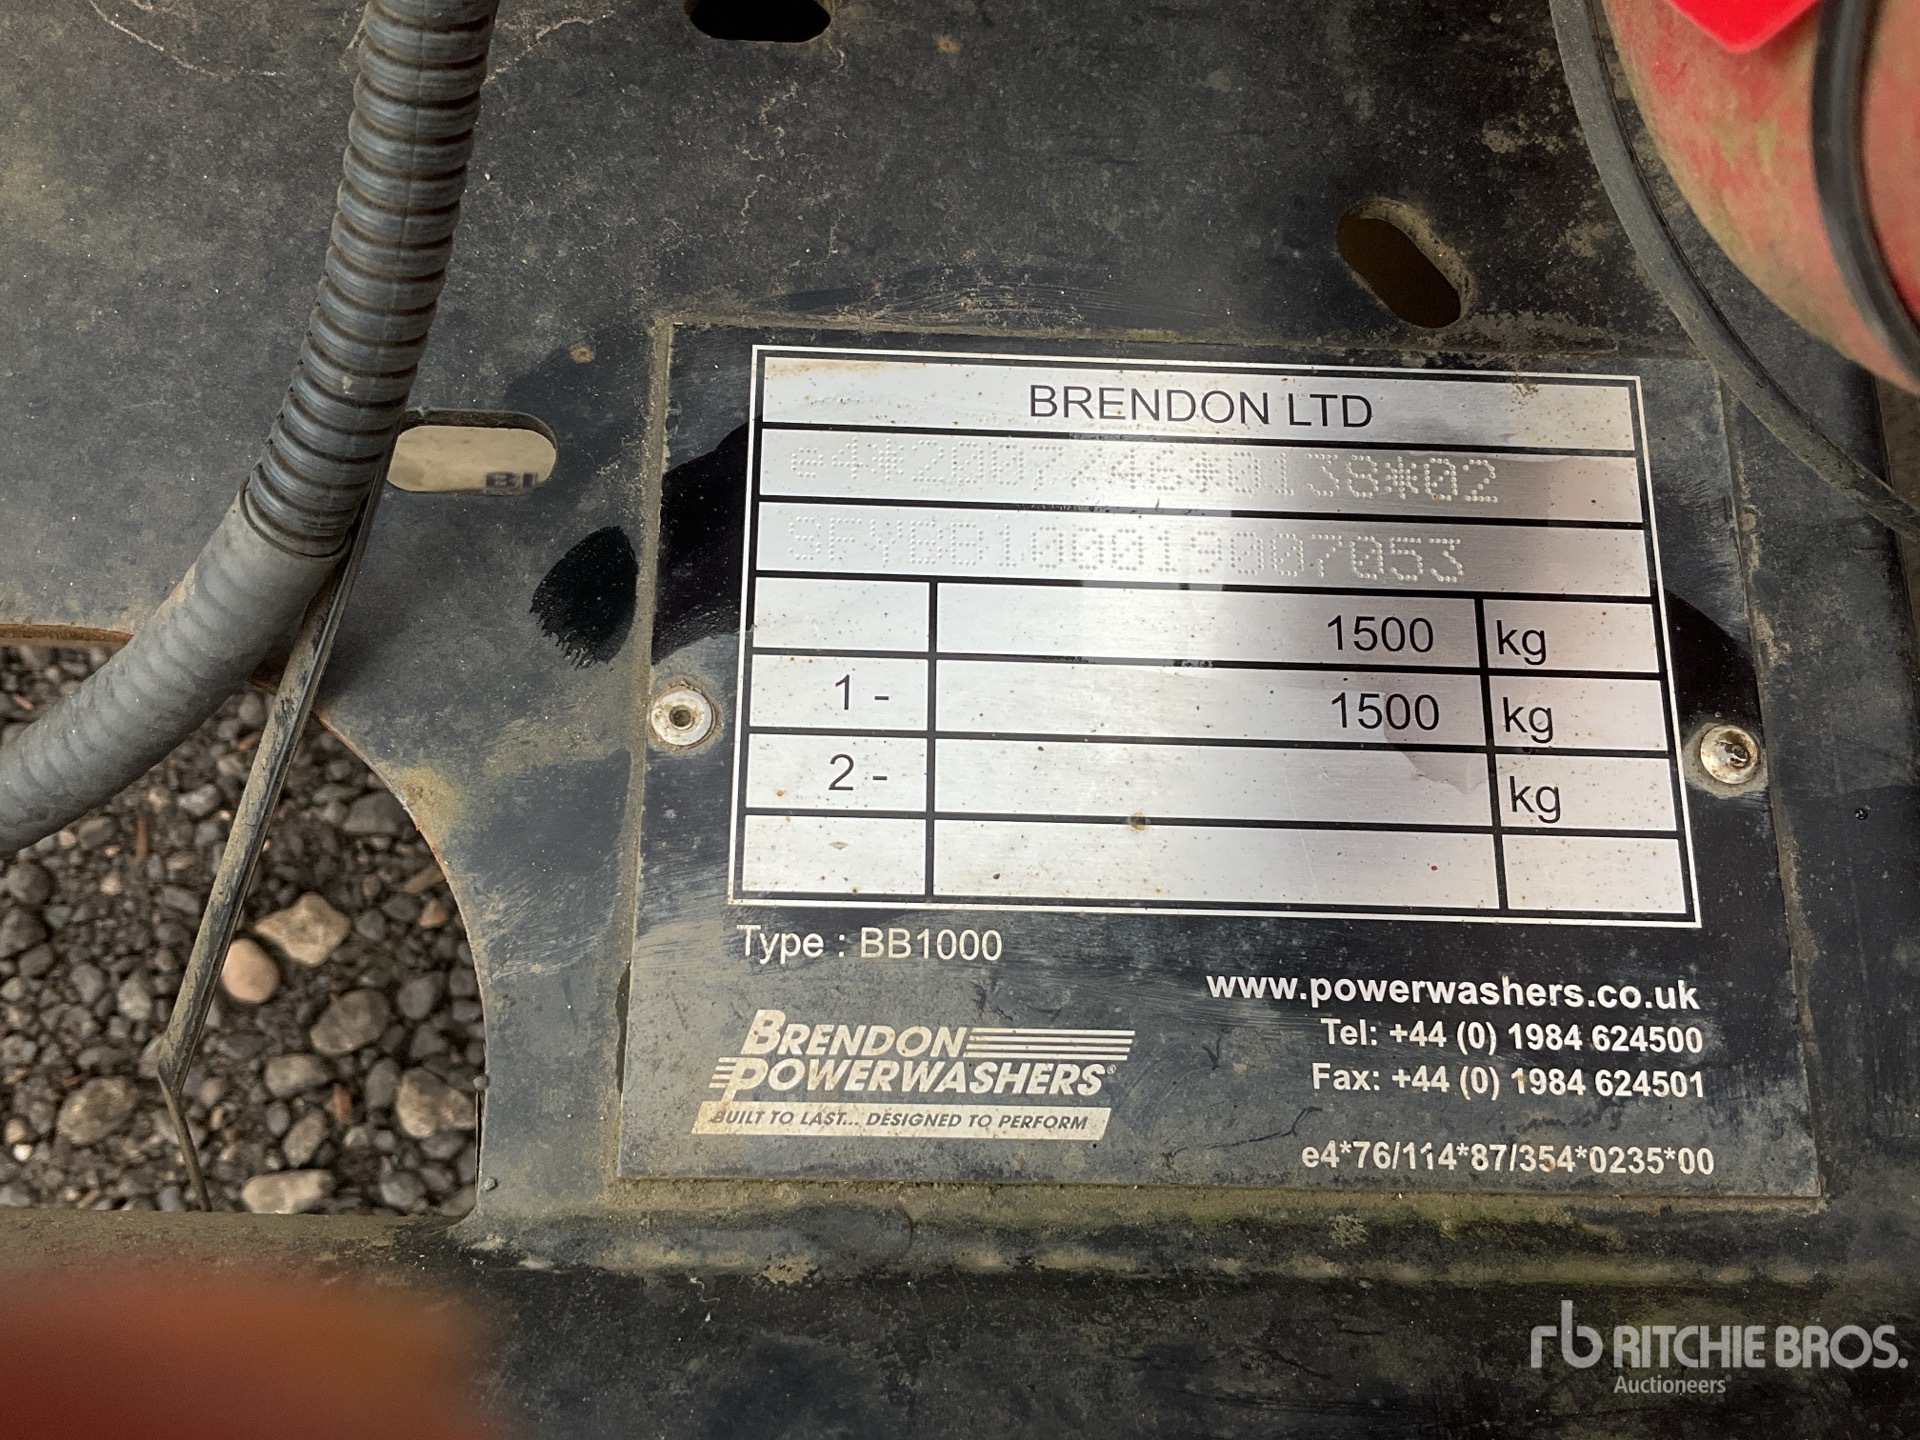 BRENDON LTD
e4*2007/46*0138*02
1500 kg
1 - 1500 kg
2 - kg
Type : BB1000
www.powerwashers.co.uk
Tel: +44 (0) 1984 624500
Fax: +44 (0) 1984 624501
BRENDON
POWERWASHERS®
BUILT TO LAST... DESIGNED TO PERFORM
e4*76/114*87/354*0235*00
rb RITCHIE BROS.
Auctioneers